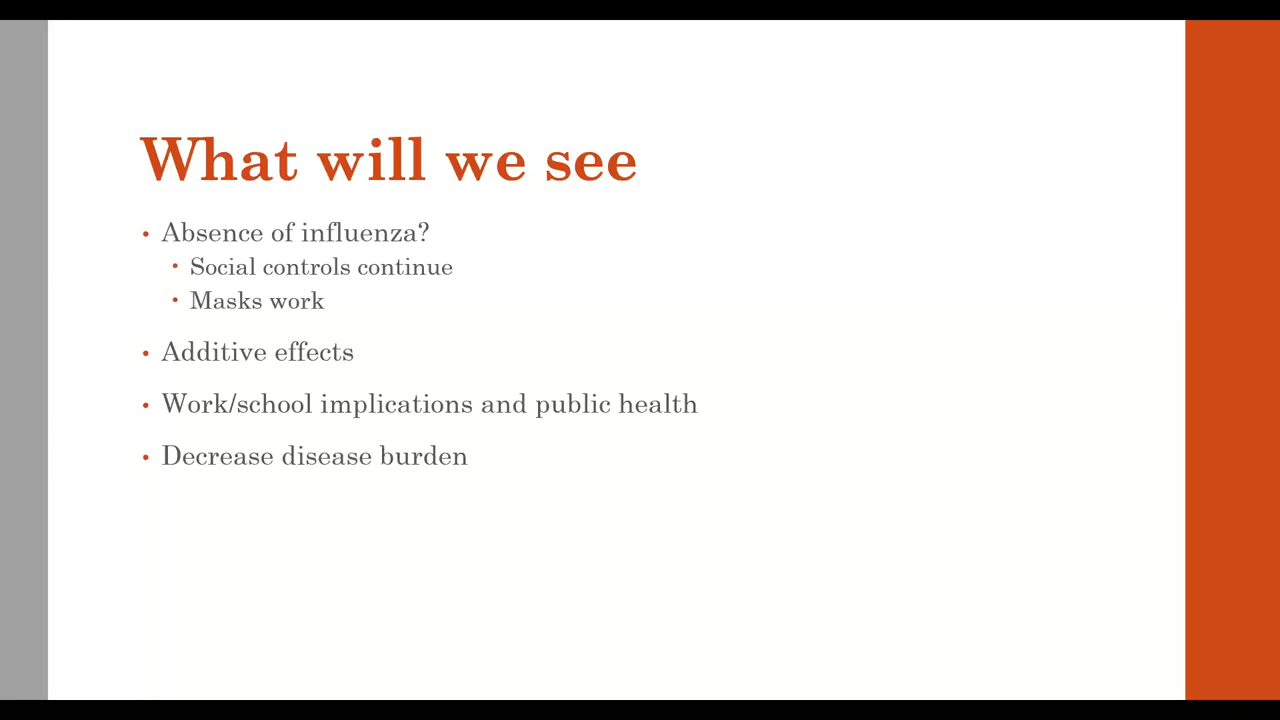 What will we see
• Absence of influenza?
• Social controls continue
• Masks work
• Additive effects
• Work/school implications and public health
• Decrease disease burden